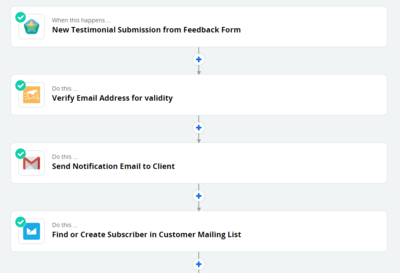 When this happens ...
New Testimonial Submission from Feedback Form
Do this ...
Verify Email Address for validity
Do this ...
Send Notification Email to Client
Do this ...
Find or Create Subscriber in Customer Mailing List